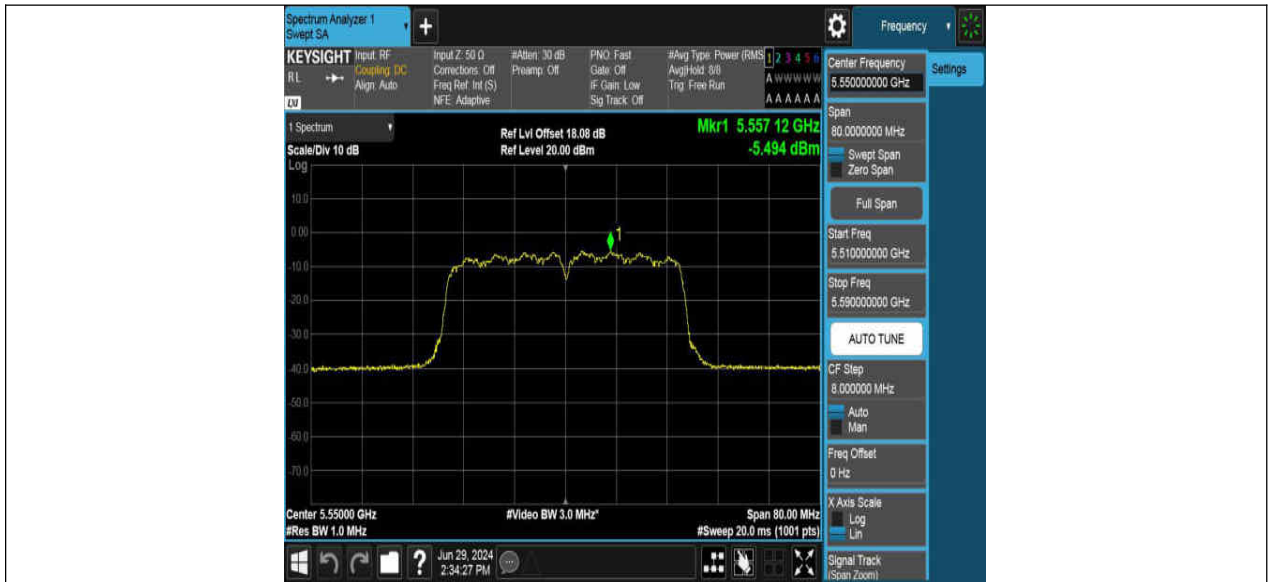 Spectrum Analyzer 1
Swept SA
+
Frequency
KEYSIGHT
RL
LXI
Input: RF
Coupling: DC
Align: Auto
Input Z: 50 Ω
Corrections: Off
Freq Ref: Int (S)
NFE: Adaptive
#Atten: 30 dB
Preamp: Off
PNO: Fast
Gate: Off
IF Gain: Low
Sig Track: Off
#Avg Type: Power (RMS
Avg|Hold: 8/8
Trig: Free Run
1 2 3 4 5 6
A W W W W W
A A A A A A
1 Spectrum
Scale/Div 10 dB
Ref Lvl Offset 18.08 dB
Ref Level 20.00 dBm
Mkr1 5.557 12 GHz
-5.494 dBm
Log
10.0
0.00
-10.0
-20.0
-30.0
-40.0
-50.0
-60.0
-70.0
1
Center 5.55000 GHz
#Res BW 1.0 MHz
#Video BW 3.0 MHz*
Span 80.00 MHz
#Sweep 20.0 ms (1001 pts)
?
Jun 29, 2024
2:34:27 PM
Center Frequency
5.550000000 GHz
Settings
Span
80.0000000 MHz
Swept Span
Zero Span
Full Span
Start Freq
5.510000000 GHz
Stop Freq
5.590000000 GHz
AUTO TUNE
CF Step
8.000000 MHz
Auto
Man
Freq Offset
0 Hz
X Axis Scale
Log
Lin
Signal Track
(Span Zoom)